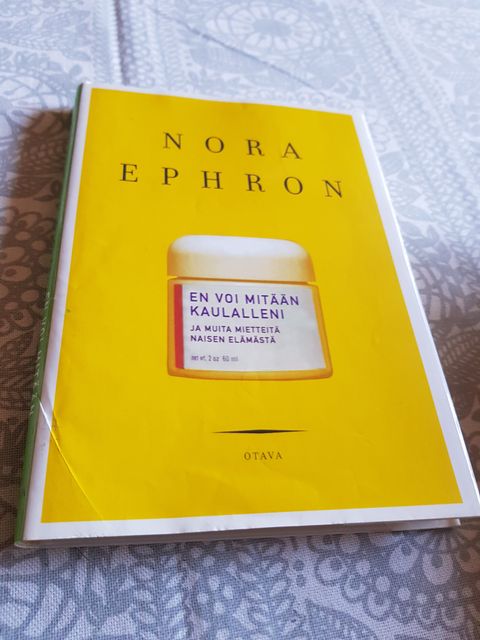 NORA
EPHRON
EN VOI MITÄÄN
KAULALLENI
JA MUITA MIETTEITÄ
NAISEN ELÄMÄSTÄ
net wt. 2 oz 60 ml
OTAVA